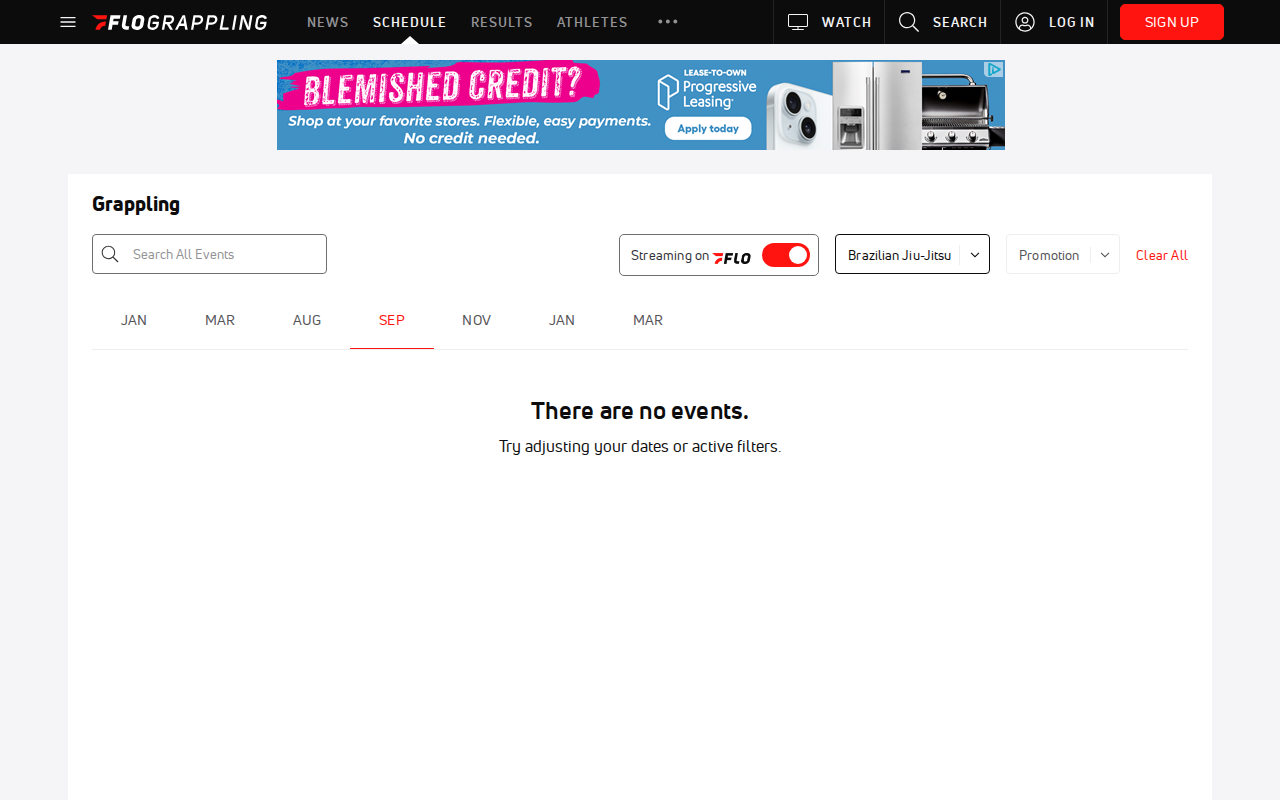 FLOGRAPPLING NEWS SCHEDULE RESULTS ATHLETES WATCH SEARCH LOG IN SIGN UP
BLEMISHED CREDIT?
Shop at your favorite stores. Flexible, easy payments.
No credit needed.
LEASE-TO-OWN
Progressive
Leasing
Apply today
Grappling
Search All Events
Streaming on FLO
Brazilian Jiu-Jitsu
Promotion
Clear All
JAN MAR AUG SEP NOV JAN MAR
There are no events.
Try adjusting your dates or active filters.